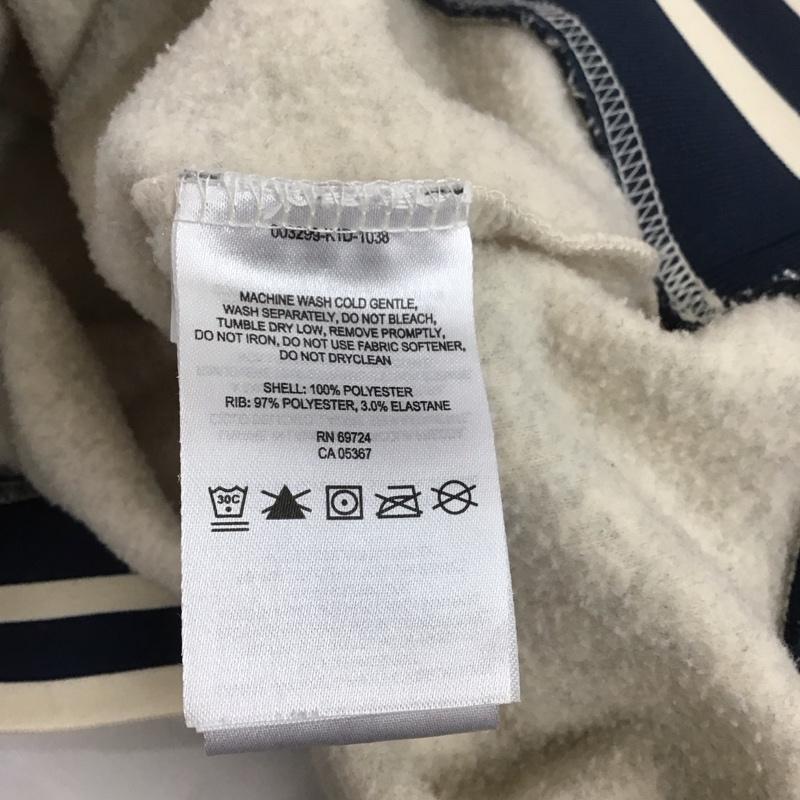 003299-K1D-1038
MACHINE WASH COLD GENTLE,
WASH SEPARATELY, DO NOT BLEACH,
TUMBLE DRY LOW, REMOVE PROMPTLY,
DO NOT IRON, DO NOT USE FABRIC SOFTENER,
DO NOT DRYCLEAN
SHELL: 100% POLYESTER
RIB: 97% POLYESTER, 3.0% ELASTANE
RN 69724
CA 05367
30C